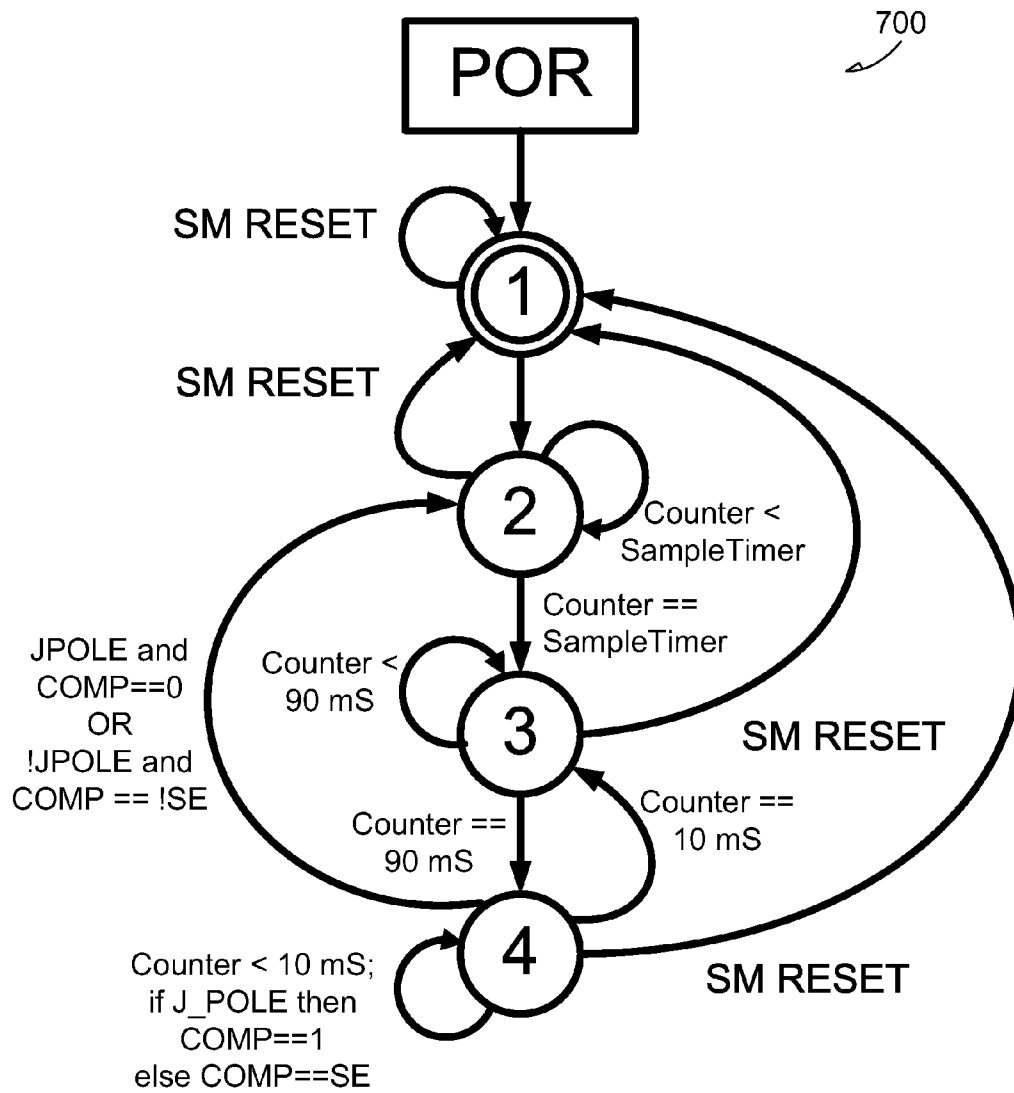 700
POR
SM RESET
1
SM RESET
2
Counter <
SampleTimer
Counter ==
SampleTimer
JPOLE and
COMP==0
OR
!JPOLE and
COMP == !SE
Counter <
90 mS
3
SM RESET
Counter ==
90 mS
Counter ==
10 mS
4
Counter < 10 mS;
if J_POLE then
COMP==1
else COMP==SE
SM RESET